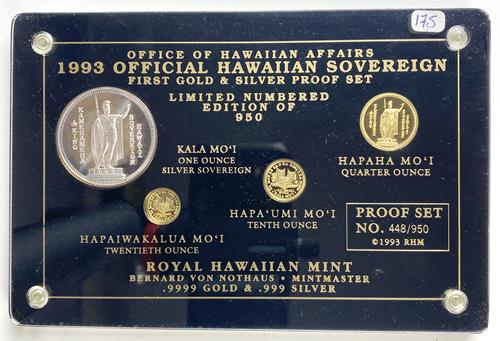 175
OFFICE OF HAWAIIAN AFFAIRS
1993 OFFICIAL HAWAIIAN SOVEREIGN
FIRST GOLD & SILVER PROOF SET
LIMITED NUMBERED
EDITION OF
950
KALA MO'I
ONE OUNCE
SILVER SOVEREIGN
HAPAHA MO'I
QUARTER OUNCE
HAPA'UMI MO'I
TENTH OUNCE
HAPAIWAKALUA MO'I
TWENTIETH OUNCE
PROOF SET
NO. 448/950
©1993 RHM
ROYAL HAWAIIAN MINT
BERNARD VON NOTHAUS • MINTMASTER
.9999 GOLD & .999 SILVER